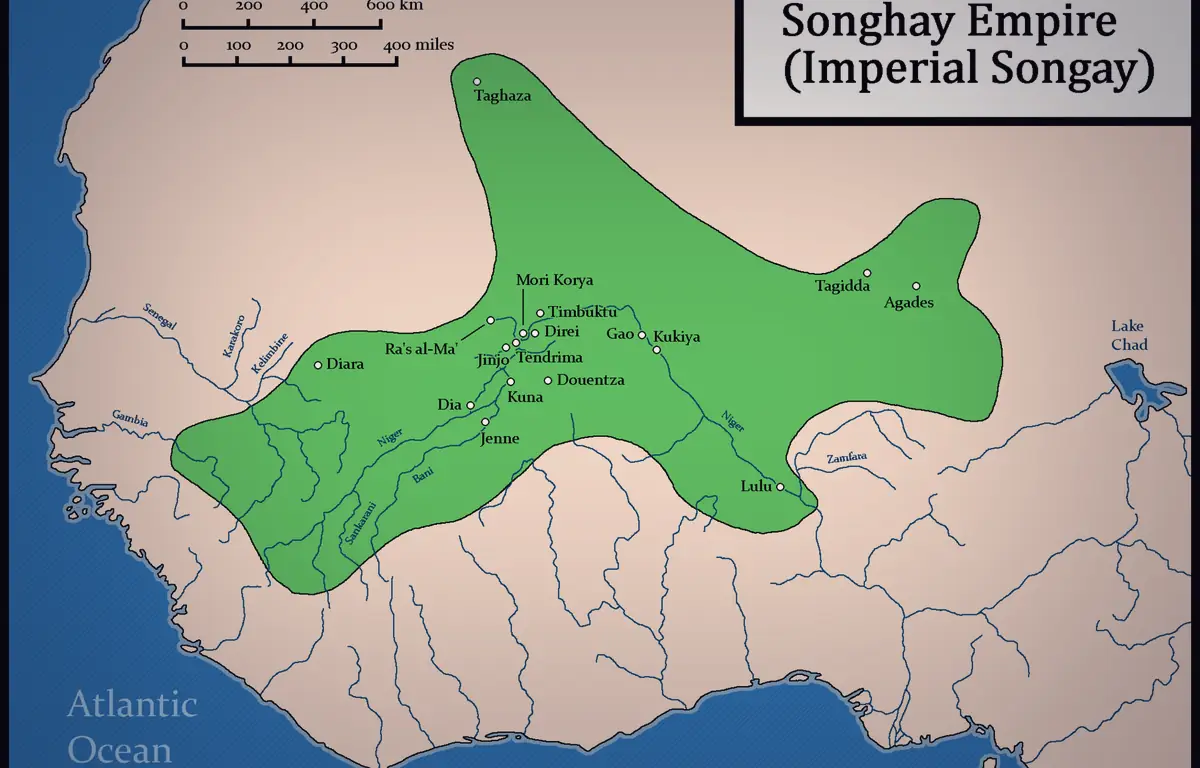 0 200 400 600 km
0 100 200 300 400 miles
Songhay Empire
(Imperial Songay)
Taghaza
Mori Korya
Tagidda
Agades
Timbuktu
Senegal
Karakoro
Kelimbine
Direi
Gao
Kukiya
Lake
Chad
Ra's al-Ma'
Jinjo
Tendrima
Diara
Douentza
Kuna
Dia
Gambia
Niger
Jenne
Niger
Bani
Zamfara
Lulu
Sankarani
Atlantic
Ocean